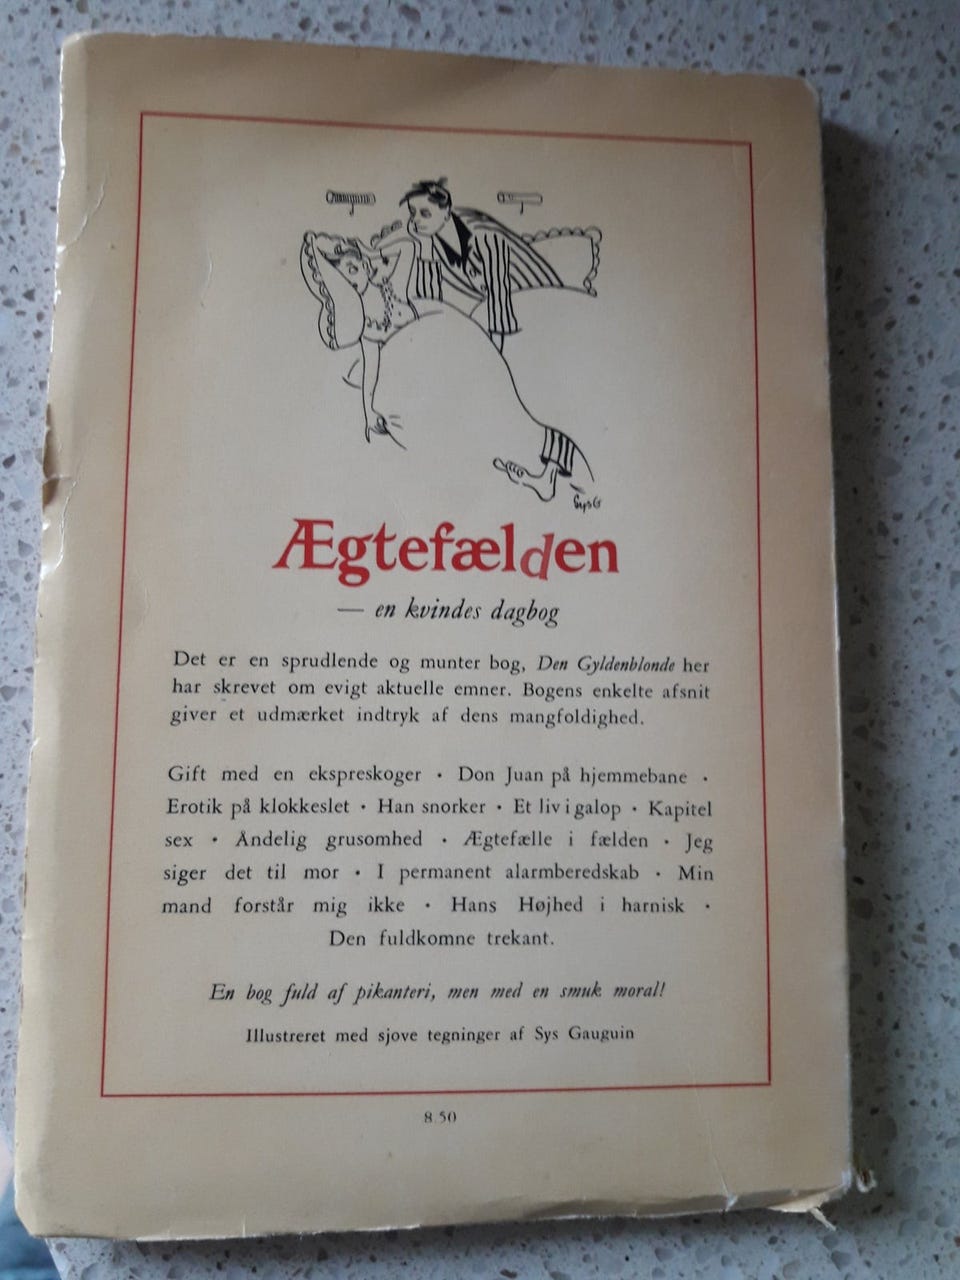 SysG
Ægtefælden
— en kvindes dagbog
Det er en sprudlende og munter bog, Den Gyldenblonde her
har skrevet om evigt aktuelle emner. Bogens enkelte afsnit
giver et udmærket indtryk af dens mangfoldighed.
Gift med en ekspreskoger · Don Juan på hjemmebane ·
Erotik på klokkeslet · Han snorker · Et liv i galop · Kapitel
sex · Åndelig grusomhed · Ægtefælle i fælden · Jeg
siger det til mor · I permanent alarmberedskab · Min
mand forstår mig ikke · Hans Højhed i harnisk ·
Den fuldkomne trekant.
En bog fuld af pikanteri, men med en smuk moral!
Illustreret med sjove tegninger af Sys Gauguin
8.50